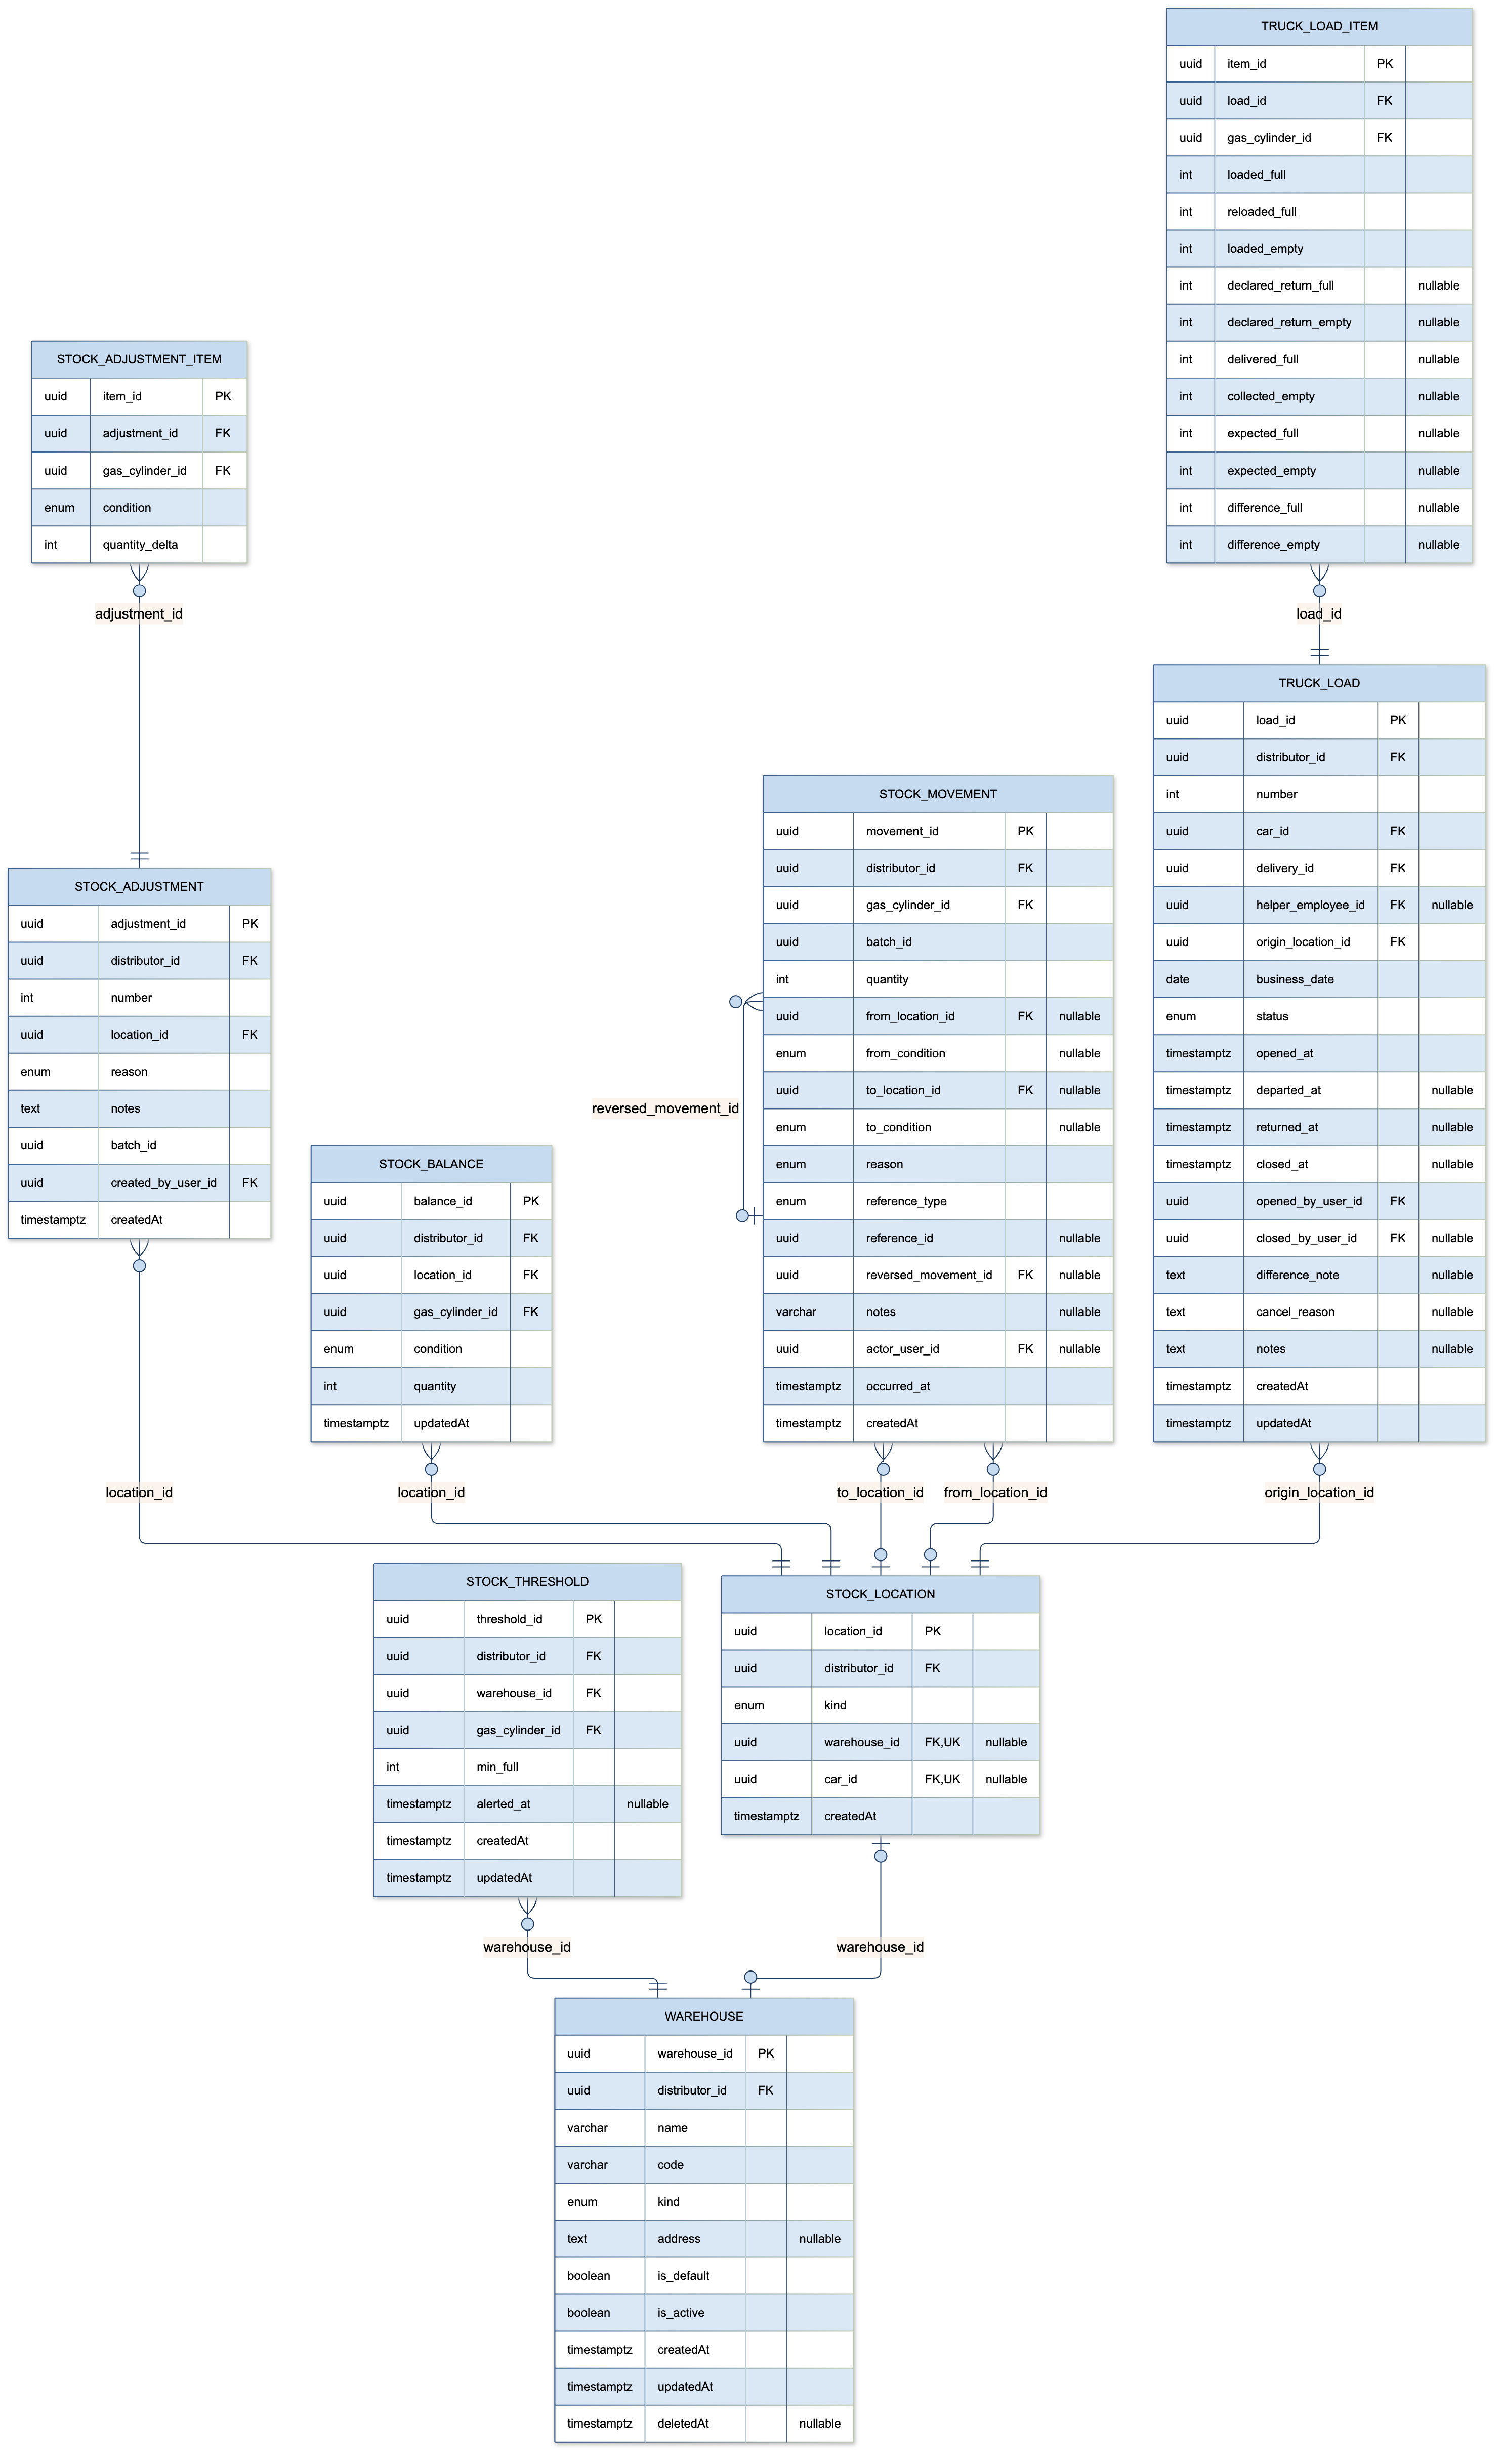 TRUCK_LOAD_ITEM
uuid item_id PK
uuid load_id FK
uuid gas_cylinder_id FK
int loaded_full
int reloaded_full
int loaded_empty
int declared_return_full nullable
int declared_return_empty nullable
int delivered_full nullable
int collected_empty nullable
int expected_full nullable
int expected_empty nullable
int difference_full nullable
int difference_empty nullable
load_id
STOCK_ADJUSTMENT_ITEM
uuid item_id PK
uuid adjustment_id FK
uuid gas_cylinder_id FK
enum condition
int quantity_delta
adjustment_id
TRUCK_LOAD
uuid load_id PK
uuid distributor_id FK
int number
uuid car_id FK
uuid delivery_id FK
uuid helper_employee_id FK nullable
uuid origin_location_id FK
date business_date
enum status
timestamptz opened_at
timestamptz departed_at nullable
timestamptz returned_at nullable
timestamptz closed_at nullable
uuid opened_by_user_id FK
uuid closed_by_user_id FK nullable
text difference_note nullable
text cancel_reason nullable
text notes nullable
timestamptz createdAt
timestamptz updatedAt
origin_location_id
STOCK_MOVEMENT
uuid movement_id PK
uuid distributor_id FK
uuid gas_cylinder_id FK
uuid batch_id
int quantity
uuid from_location_id FK nullable
enum from_condition nullable
uuid to_location_id FK nullable
enum to_condition nullable
enum reason
enum reference_type
uuid reference_id nullable
uuid reversed_movement_id FK nullable
varchar notes nullable
uuid actor_user_id FK nullable
timestamptz occurred_at
timestamptz createdAt
reversed_movement_id
to_location_id
from_location_id
STOCK_ADJUSTMENT
uuid adjustment_id PK
uuid distributor_id FK
int number
uuid location_id FK
enum reason
text notes
uuid batch_id
uuid created_by_user_id FK
timestamptz createdAt
location_id
STOCK_BALANCE
uuid balance_id PK
uuid distributor_id FK
uuid location_id FK
uuid gas_cylinder_id FK
enum condition
int quantity
timestamptz updatedAt
location_id
STOCK_THRESHOLD
uuid threshold_id PK
uuid distributor_id FK
uuid warehouse_id FK
uuid gas_cylinder_id FK
int min_full
timestamptz alerted_at nullable
timestamptz createdAt
timestamptz updatedAt
warehouse_id
STOCK_LOCATION
uuid location_id PK
uuid distributor_id FK
enum kind
uuid warehouse_id FK,UK nullable
uuid car_id FK,UK nullable
timestamptz createdAt
warehouse_id
WAREHOUSE
uuid warehouse_id PK
uuid distributor_id FK
varchar name
varchar code
enum kind
text address nullable
boolean is_default
boolean is_active
timestamptz createdAt
timestamptz updatedAt
timestamptz deletedAt nullable